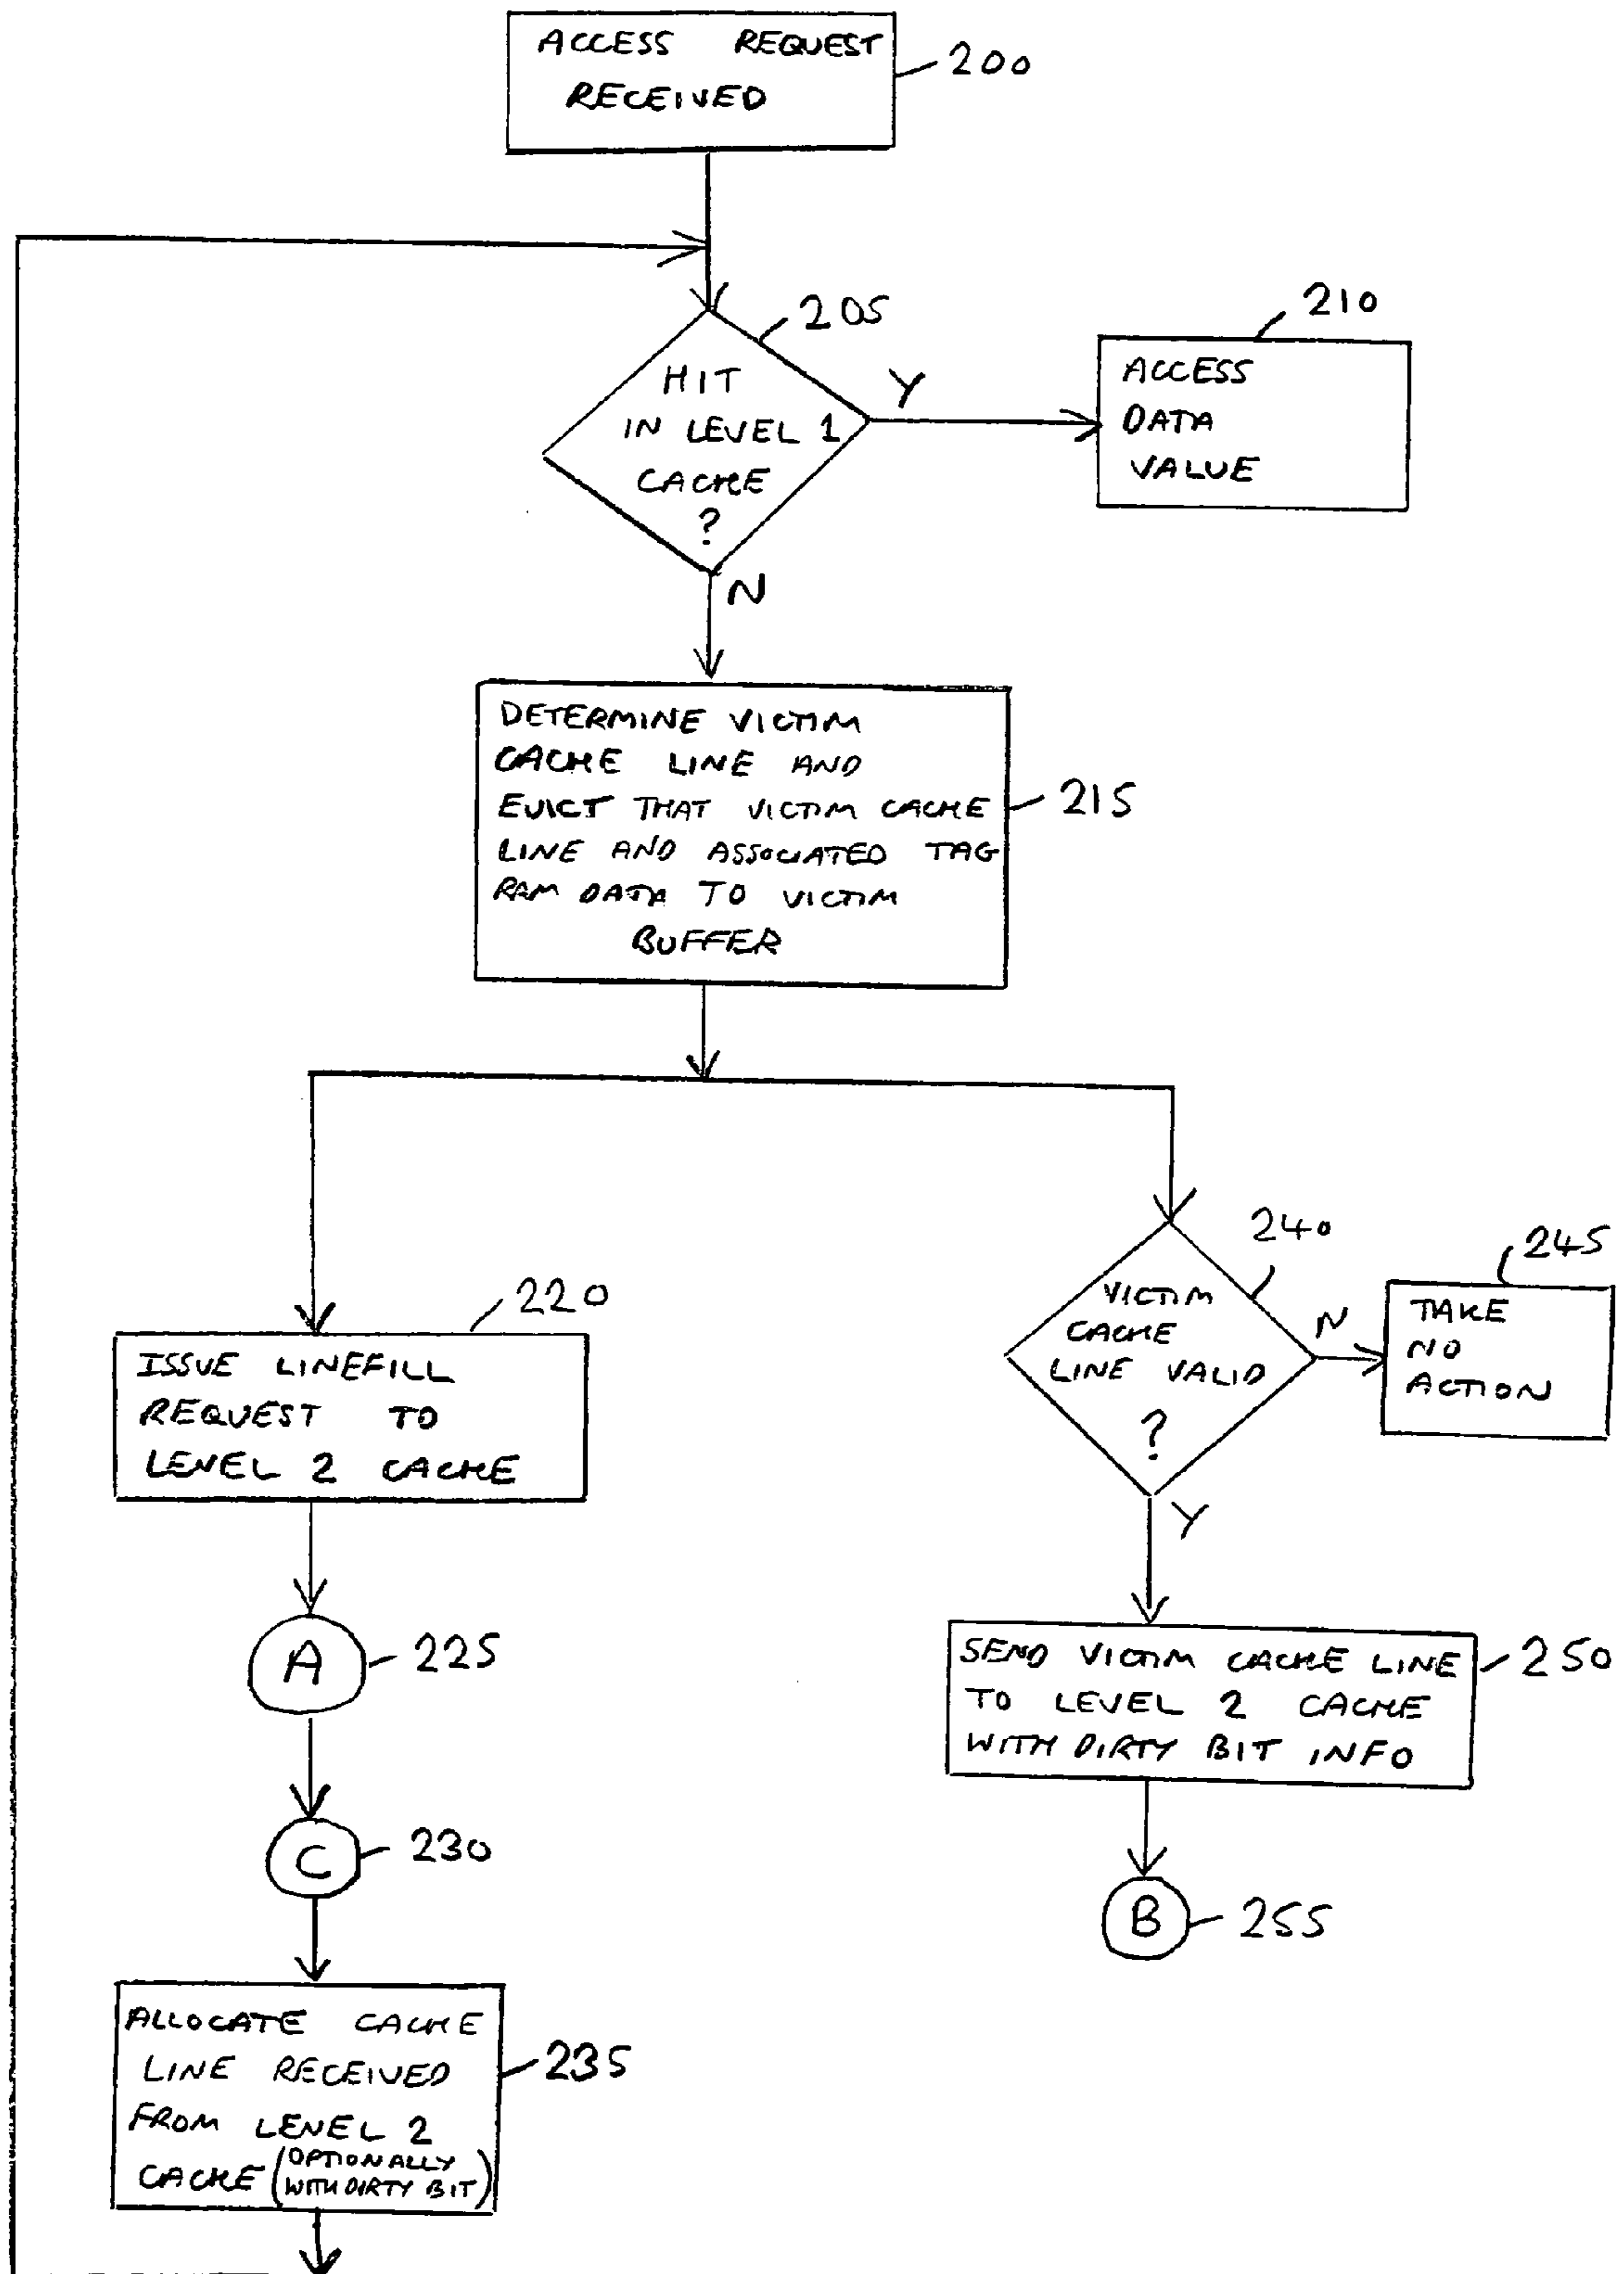 ACCESS REQUEST
RECEIVED
200
205
HIT
IN LEVEL 1
CACHE
?
Y
210
ACCESS
DATA
VALUE
N
DETERMINE VICTIM
CACHE LINE AND
EVICT THAT VICTIM CACHE
LINE AND ASSOCIATED TAG
RAM DATA TO VICTIM
BUFFER
215
220
ISSUE LINEFILL
REQUEST TO
LEVEL 2 CACHE
240
VICTIM
CACHE
LINE VALID
?
N
245
TAKE
NO
ACTION
Y
A
225
SEND VICTIM CACHE LINE
TO LEVEL 2 CACHE
WITH DIRTY BIT INFO
250
C
230
B
255
ALLOCATE CACHE
LINE RECEIVED
FROM LEVEL 2
CACHE (OPTIONALLY
WITH DIRTY BIT)
235